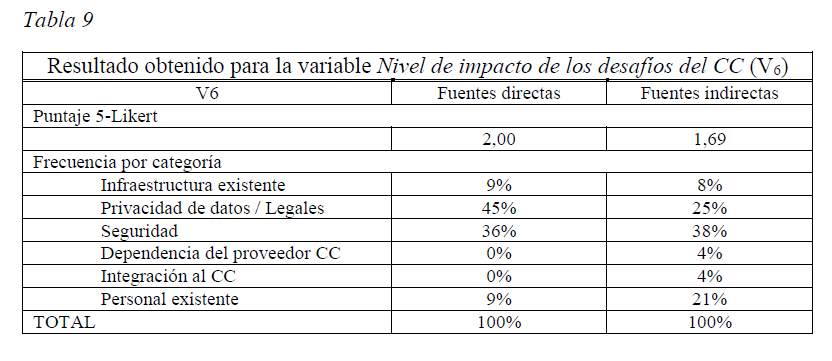 Tabla 9
Resultado obtenido para la variable Nivel de impacto de los desafíos del CC (V6)
V6 Fuentes directas Fuentes indirectas
Puntaje 5-Likert
2,00 1,69
Frecuencia por categoría
Infraestructura existente 9% 8%
Privacidad de datos / Legales 45% 25%
Seguridad 36% 38%
Dependencia del proveedor CC 0% 4%
Integración al CC 0% 4%
Personal existente 9% 21%
TOTAL 100% 100%